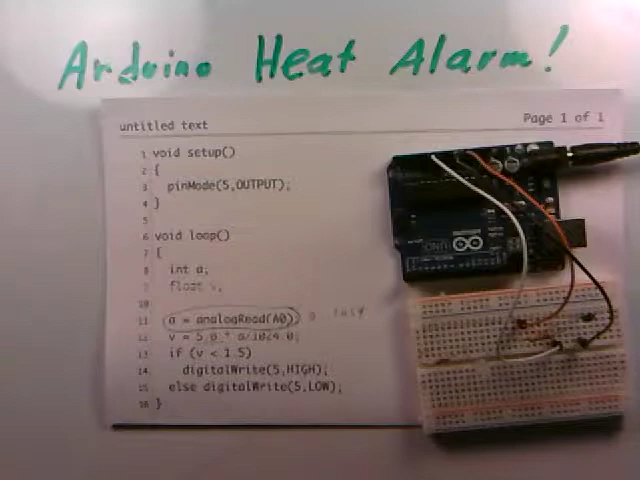 Arduino Heat Alarm!
untitled text Page 1 of 1
1 void setup()
2 {
3 pinMode(5,OUTPUT);
4 }
5
6 void loop()
7 {
8 int a;
float
10
11 a = analogRead(A0);
12 v = 5.0 * a/1024.0;
13 if (v < 1.5)
14 digitalWrite(5,HIGH);
15 else digitalWrite(5,LOW);
16 }
UNO